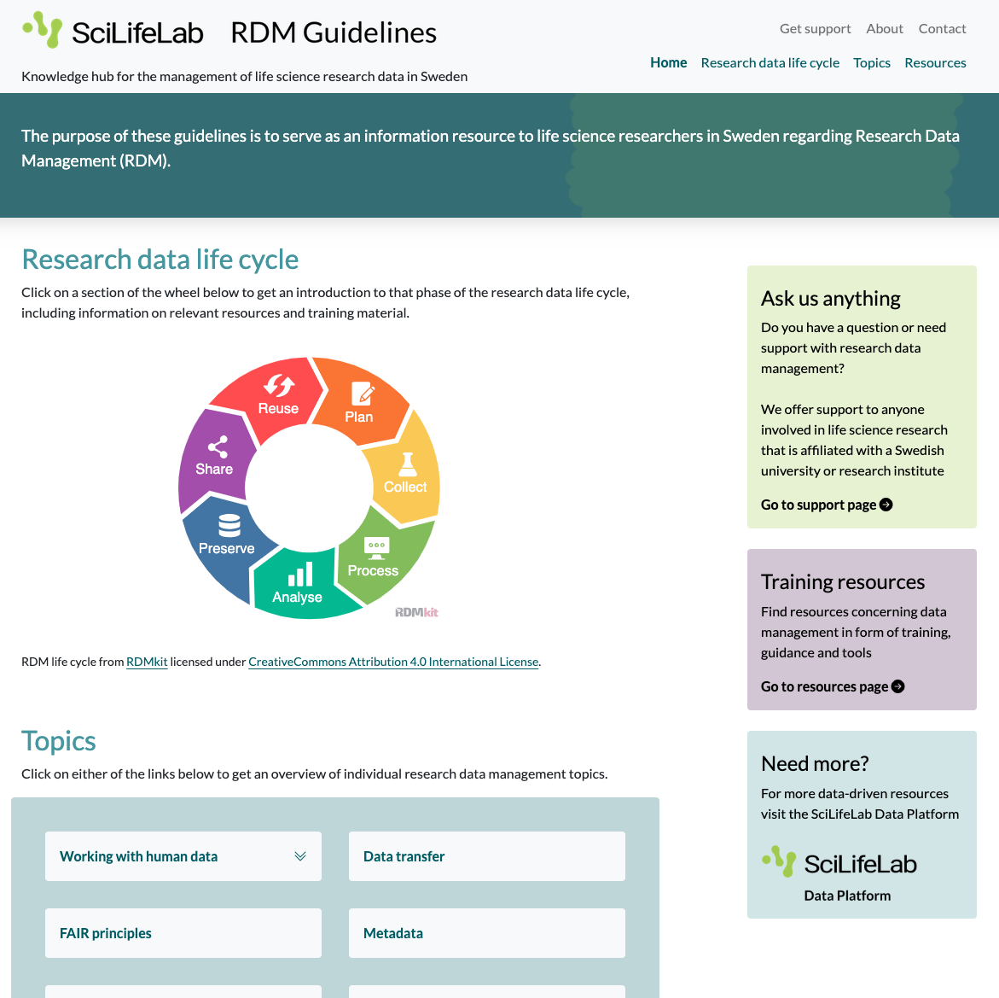 SciLifeLab
RDM Guidelines
Get support About Contact
Home Research data life cycle Topics Resources
Knowledge hub for the management of life science research data in Sweden
The purpose of these guidelines is to serve as an information resource to life science researchers in Sweden regarding Research Data
Management (RDM).
Research data life cycle
Click on a section of the wheel below to get an introduction to that phase of the research data life cycle,
including information on relevant resources and training material.
Reuse
Plan
Share
Collect
Preserve
Process
Analyse
RDMkit
RDM life cycle from RDMkit licensed under CreativeCommons Attribution 4.0 International License.
Topics
Click on either of the links below to get an overview of individual research data management topics.
Working with human data
Data transfer
FAIR principles
Metadata
Ask us anything
Do you have a question or need
support with research data
management?
We offer support to anyone
involved in life science research
that is affiliated with a Swedish
university or research institute
Go to support page
Training resources
Find resources concerning data
management in form of training,
guidance and tools
Go to resources page
Need more?
For more data-driven resources
visit the SciLifeLab Data Platform
SciLifeLab
Data Platform